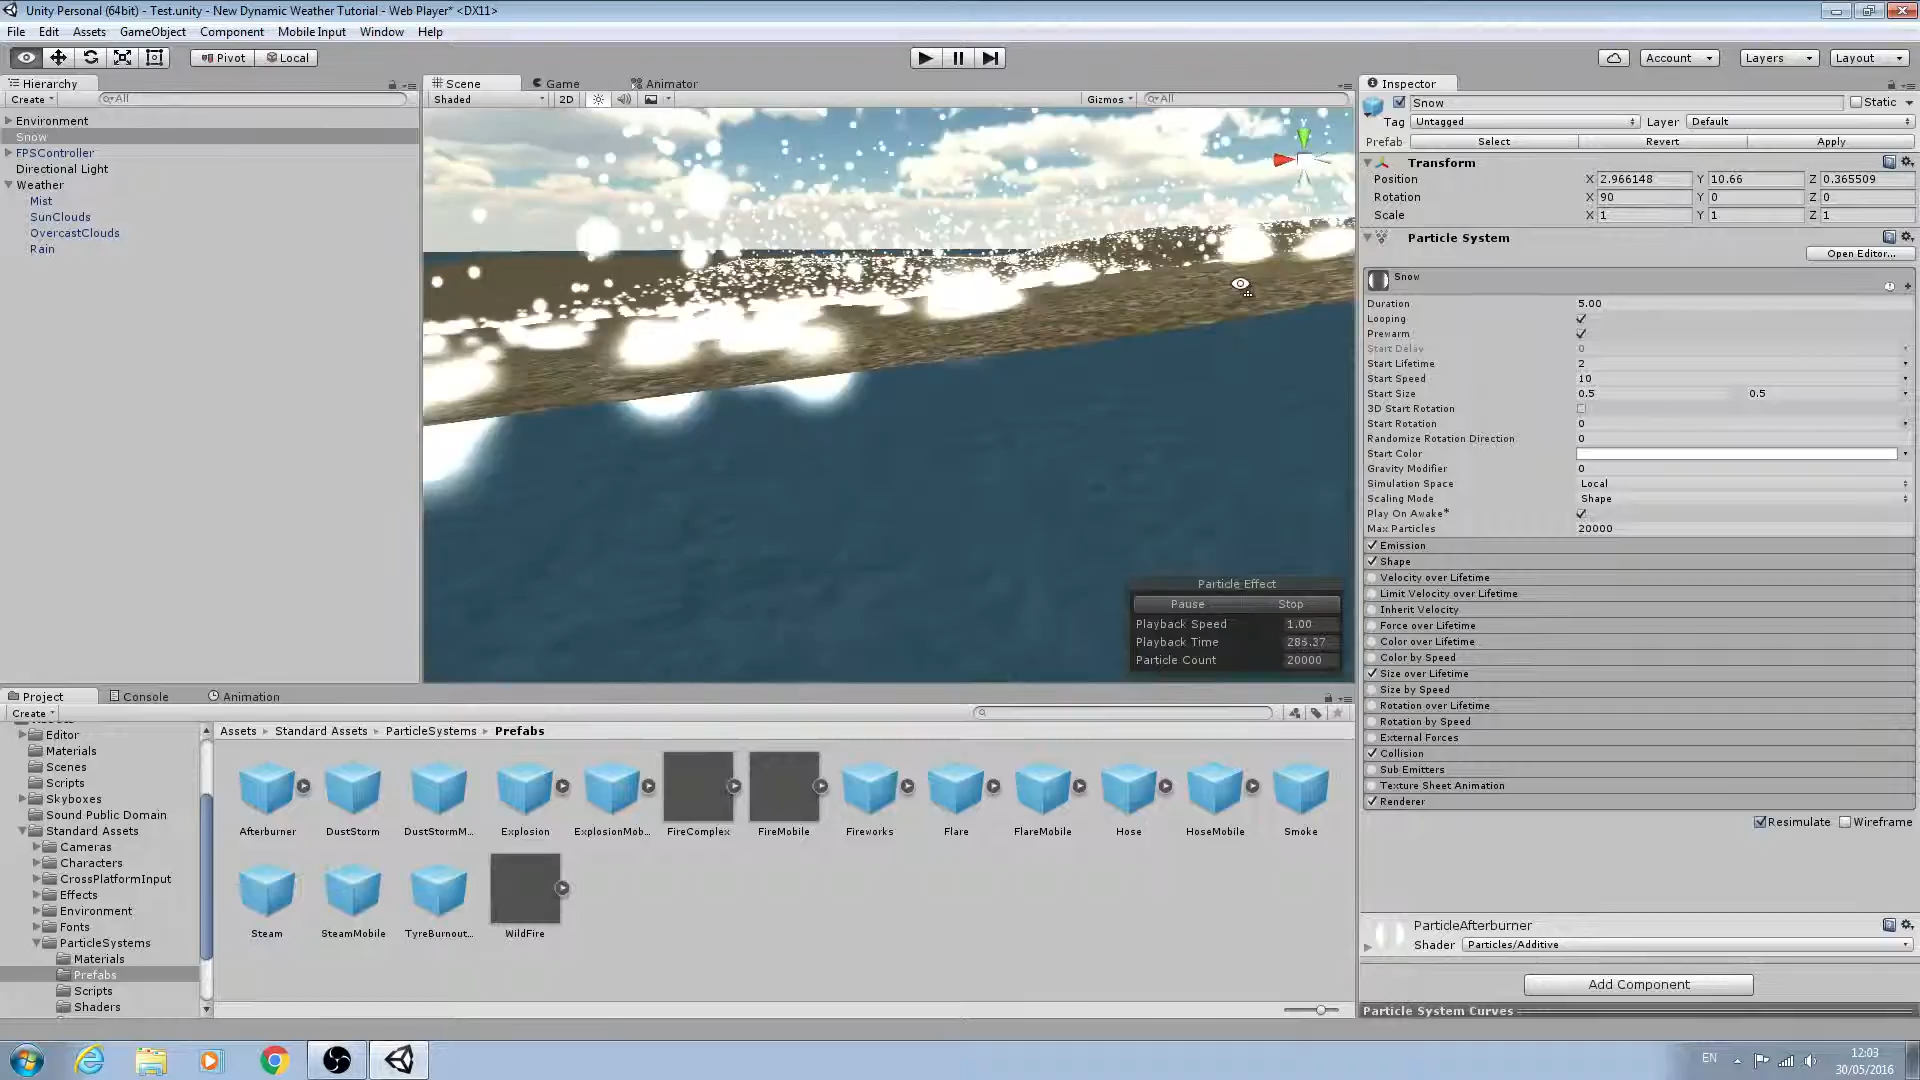 Unity Personal (64bit) - Test.unity - New Dynamic Weather Tutorial - Web Player* <DX11>
File Edit Assets GameObject Component Mobile Input Window Help
Pivot Local Account Layers Layout
Hierarchy
Create All
Environment
Snow
FPSController
Directional Light
Weather
Mist
SunClouds
OvercastClouds
Rain
Scene Game Animator
Shaded 2D Gizmos All
y
Particle Effect
Pause Stop
Playback Speed 1.00
Playback Time 286.37
Particle Count 20000
Inspector
Snow Static
Tag Untagged Layer Default
Prefab Select Revert Apply
Transform
Position X 2.966148 Y 10.66 Z 0.365509
Rotation X 90 Y 0 Z 0
Scale X 1 Y 1 Z 1
Particle System
Open Editor...
Snow
Duration 5.00
Looping
Prewarm
Start Delay 0
Start Lifetime 2
Start Speed 10
Start Size 0.5 0.5
3D Start Rotation
Start Rotation 0
Randomize Rotation Direction 0
Start Color
Gravity Modifier 0
Simulation Space Local
Scaling Mode Shape
Play On Awake*
Max Particles 20000
Emission
Shape
Velocity over Lifetime
Limit Velocity over Lifetime
Inherit Velocity
Force over Lifetime
Color over Lifetime
Color by Speed
Size over Lifetime
Size by Speed
Rotation over Lifetime
Rotation by Speed
External Forces
Collision
Sub Emitters
Texture Sheet Animation
Renderer
Resimulate Wireframe
ParticleAfterburner
Shader Particles/Additive
Add Component
Particle System Curves
Project Console Animation
Create
Editor
Materials
Scenes
Scripts
Skyboxes
Sound Public Domain
Standard Assets
Cameras
Characters
CrossPlatformInput
Effects
Environment
Fonts
ParticleSystems
Materials
Prefabs
Scripts
Shaders
Assets Standard Assets ParticleSystems Prefabs
Afterburner DustStorm DustStormM... Explosion ExplosionMob... FireComplex FireMobile Fireworks Flare FlareMobile Hose HoseMobile Smoke
Steam SteamMobile TyreBurnout... WildFire
EN
12:03
30/05/2016